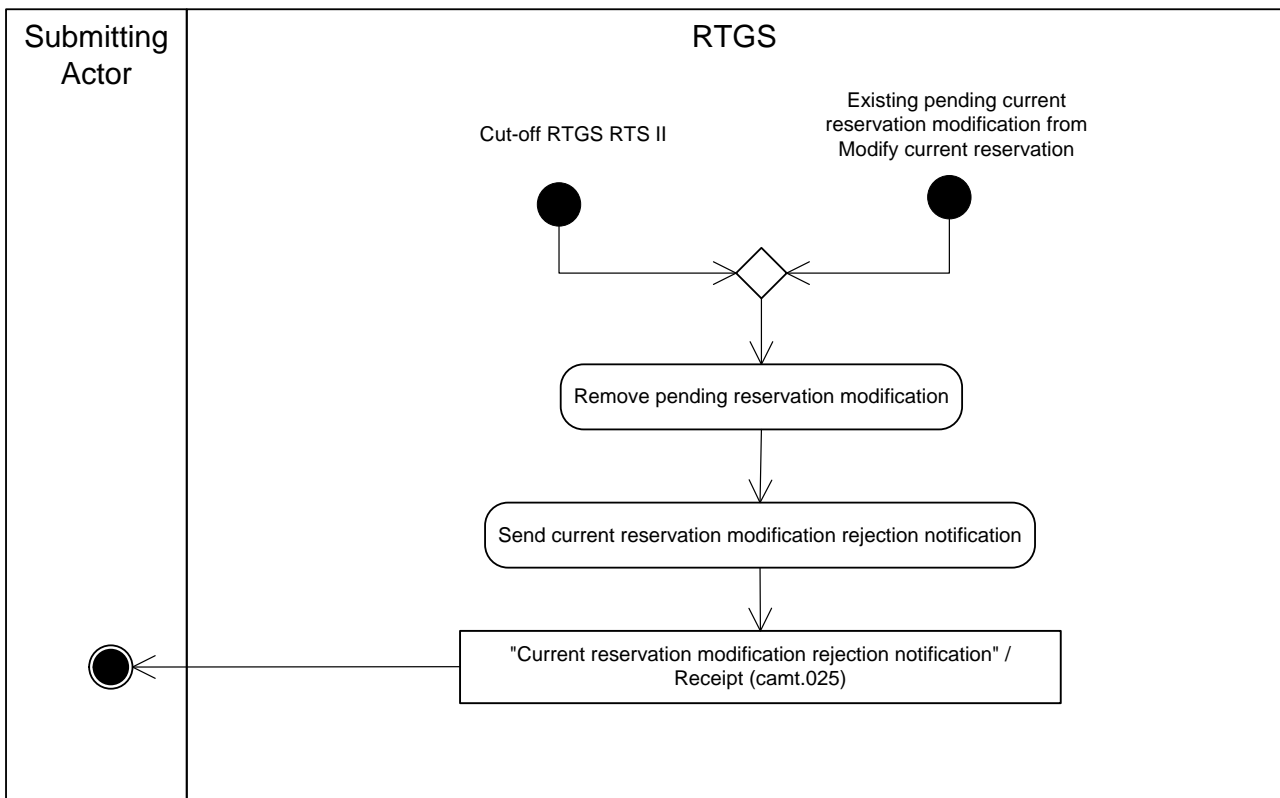 Submitting
Actor
RTGS
Cut-off RTGS RTS II
Existing pending current
reservation modification from
Modify current reservation
Remove pending reservation modification
Send current reservation modification rejection notification
"Current reservation modification rejection notification" /
Receipt (camt.025)